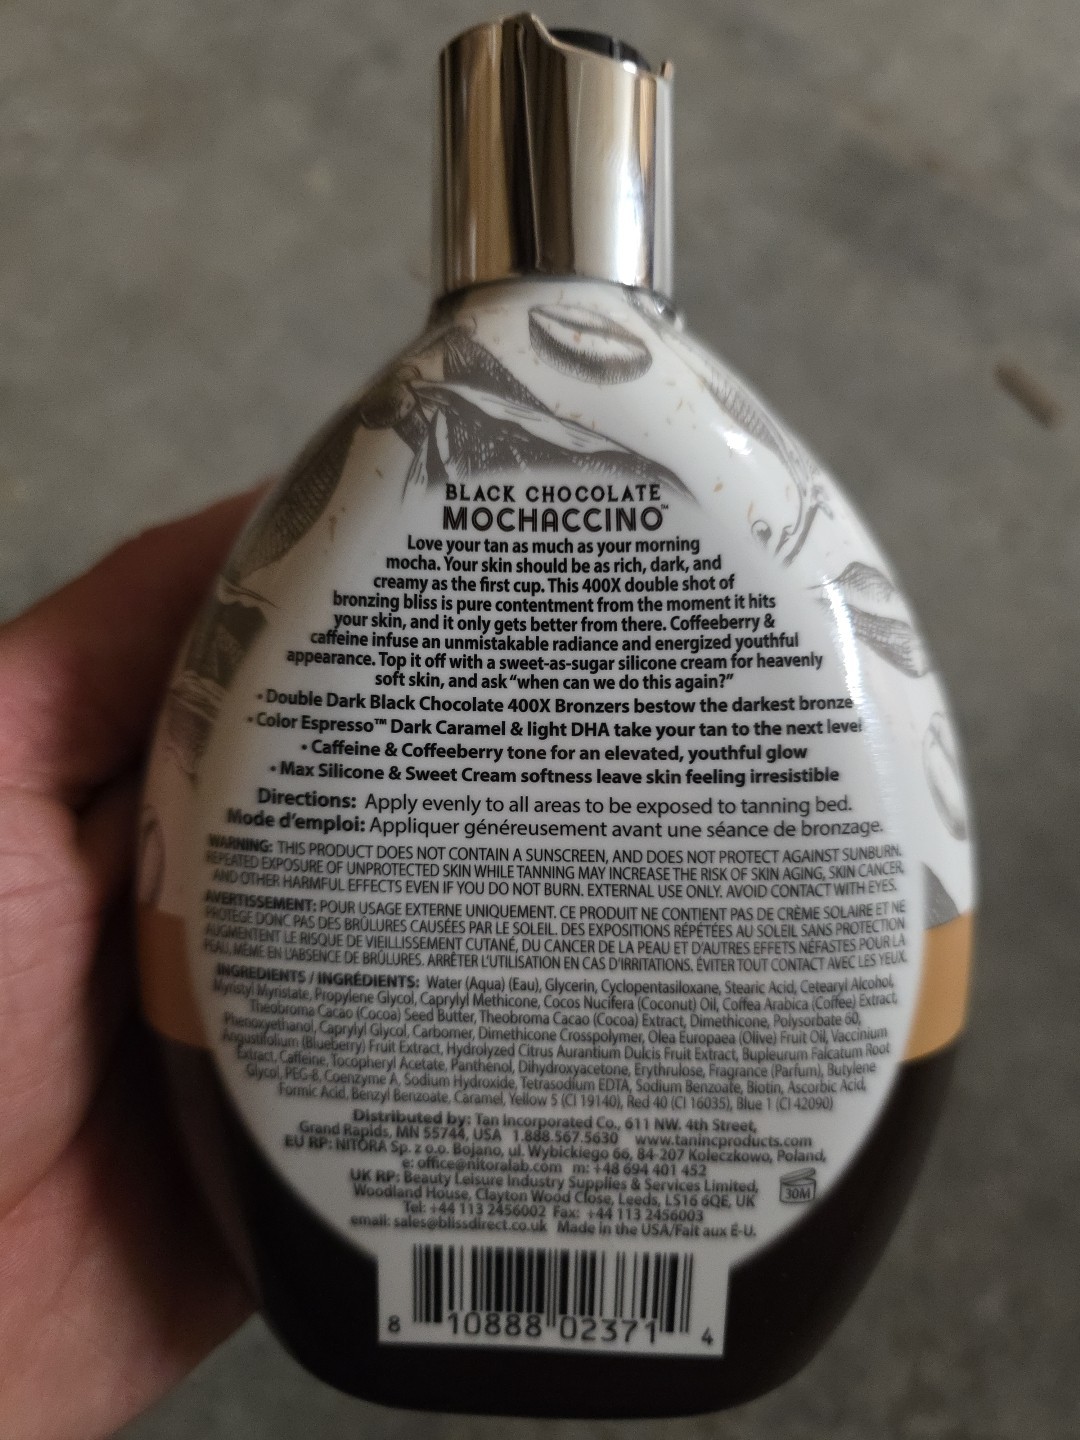 BLACK CHOCOLATE
MOCHACCINO™
Love your tan as much as your morning
mocha. Your skin should be as rich, dark, and
creamy as the first cup. This 400X double shot of
bronzing bliss is pure contentment from the moment it hits
your skin, and it only gets better from there. Coffeeberry &
caffeine infuse an unmistakable radiance and energized youthful
appearance. Top it off with a sweet-as-sugar silicone cream for heavenly
soft skin, and ask “when can we do this again?”
• Double Dark Black Chocolate 400X Bronzers bestow the darkest bronze
• Color Espresso™ Dark Caramel & light DHA take your tan to the next level
• Caffeine & Coffeeberry tone for an elevated, youthful glow
• Max Silicone & Sweet Cream softness leave skin feeling irresistible
Directions: Apply evenly to all areas to be exposed to tanning bed.
Mode d’emploi: Appliquer généreusement avant une séance de bronzage.
WARNING: THIS PRODUCT DOES NOT CONTAIN A SUNSCREEN, AND DOES NOT PROTECT AGAINST SUNBURN.
REPEATED EXPOSURE OF UNPROTECTED SKIN WHILE TANNING MAY INCREASE THE RISK OF SKIN AGING, SKIN CANCER
AND OTHER HARMFUL EFFECTS EVEN IF YOU DO NOT BURN. EXTERNAL USE ONLY. AVOID CONTACT WITH EYES.
AVERTISSEMENT: POUR USAGE EXTERNE UNIQUEMENT. CE PRODUIT NE CONTIENT PAS DE CRÈME SOLAIRE ET NE
PROTÈGE DONC PAS DES BRÛLURES CAUSÉES PAR LE SOLEIL. DES EXPOSITIONS RÉPÉTÉES AU SOLEIL SANS PROTECTION
AUGMENTENT LE RISQUE DE VIEILLISSEMENT CUTANÉ, DU CANCER DE LA PEAU ET D’AUTRES EFFETS NÉFASTES POUR LA
PEAU, MÊME EN L’ABSENCE DE BRÛLURES. ARRÊTER L’UTILISATION EN CAS D’IRRITATIONS. ÉVITER TOUT CONTACT AVEC LES YEUX.
INGREDIENTS / INGRÉDIENTS: Water (Aqua) (Eau), Glycerin, Cyclopentasiloxane, Stearic Acid, Cetearyl Alcohol,
Myristyl Myristate, Propylene Glycol, Caprylyl Methicone, Cocos Nucifera (Coconut) Oil, Coffea Arabica (Coffee) Extract,
Theobroma Cacao (Cocoa) Seed Butter, Theobroma Cacao (Cocoa) Extract, Dimethicone, Polysorbate 60,
Phenoxyethanol, Caprylyl Glycol, Carbomer, Dimethicone Crosspolymer, Olea Europaea (Olive) Fruit Oil, Vaccinium
Angustifolium (Blueberry) Fruit Extract, Hydrolyzed Citrus Aurantium Dulcis Fruit Extract, Bupleurum Falcatum Root
Extract, Caffeine, Tocopheryl Acetate, Panthenol, Dihydroxyacetone, Erythrulose, Fragrance (Parfum), Butylene
Glycol, PEG-8, Coenzyme A, Sodium Hydroxide, Tetrasodium EDTA, Sodium Benzoate, Biotin, Ascorbic Acid,
Formic Acid, Benzyl Benzoate, Caramel, Yellow 5 (CI 19140), Red 40 (CI 16035), Blue 1 (CI 42090)
Distributed by: Tan Incorporated Co., 611 NW. 4th Street,
Grand Rapids, MN 55744, USA 1.888.567.5630 www.tanincproducts.com
EU RP: NITORA Sp. z o.o. Bojano, ul. Wybickiego 66, 84-207 Koleczkowo, Poland,
e: office@nitoralab.com m: +48 694 401 452
UK RP: Beauty Leisure Industry Supplies & Services Limited,
Woodland House, Clayton Wood Close, Leeds, LS16 6QE, UK
Tel: +44 113 2456002 Fax: +44 113 2456003
email: sales@blissdirect.co.uk Made in the USA/Fait aux É-U.
30M
8 10888 02371 4